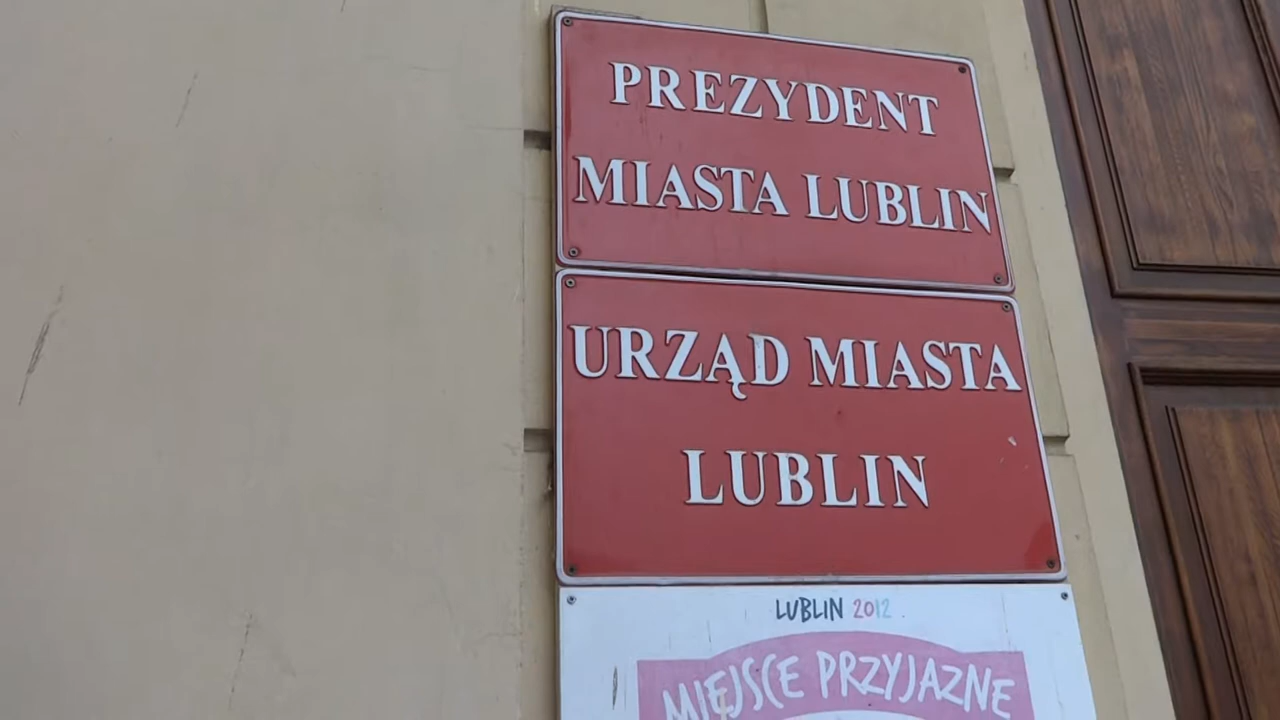 PREZYDENT
MIASTA LUBLIN
URZĄD MIASTA
LUBLIN
LUBLIN 2012
MIEJSCE PRZYJAZNE